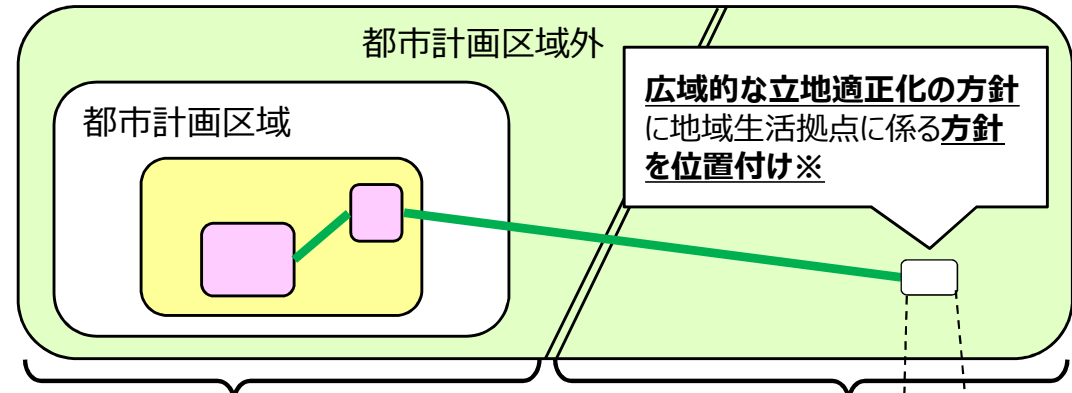 都市計画区域外
都市計画区域
広域的な立地適正化の方針
に地域生活拠点に係る方針
を位置付け※